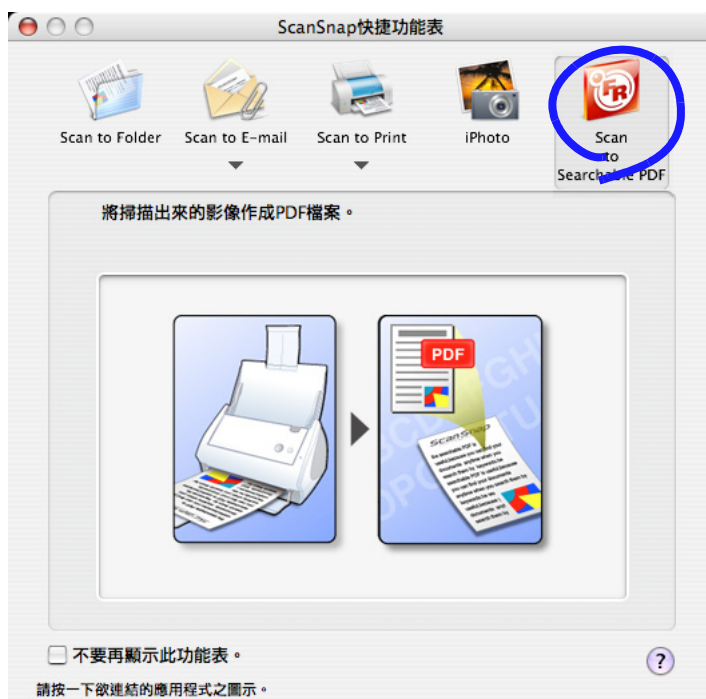 ScanSnap快捷功能表
FR
Scan to Folder
Scan to E-mail
Scan to Print
iPhoto
Scan
to
Searchable PDF
將掃描出來的影像作成PDF檔案。
PDF
ScanSnap
不要再顯示此功能表。
?
請按一下欲連結的應用程式之圖示。